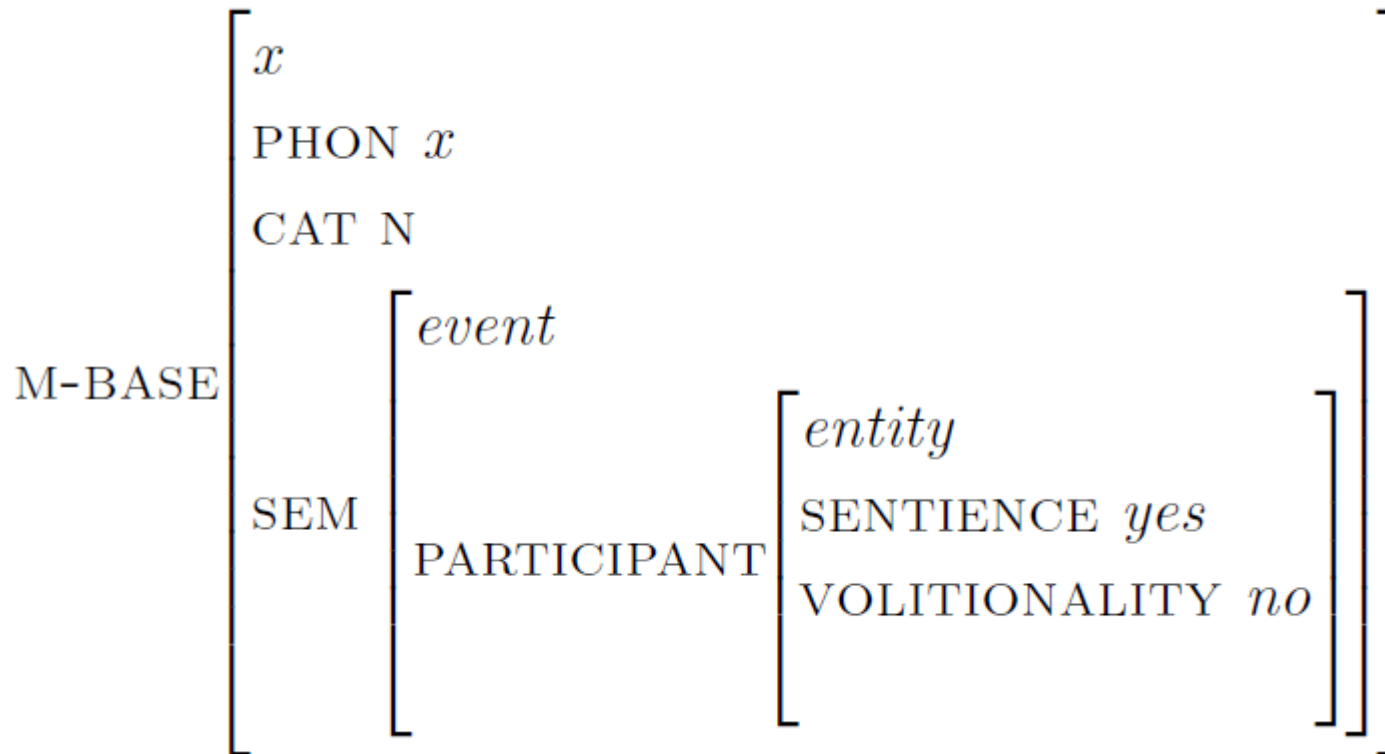 x
PHON x
CAT N
event
M-BASE
entity
SEM
SENTIENCE yes
PARTICIPANT
VOLITIONALITY no